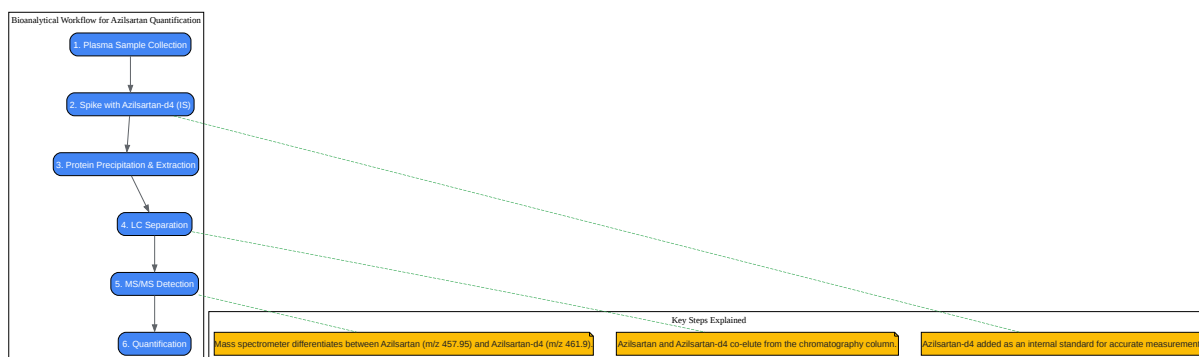 Bioanalytical Workflow for Azilsartan Quantification
1. Plasma Sample Collection
2. Spike with Azilsartan-d4 (IS)
3. Protein Precipitation & Extraction
4. LC Separation
5. MS/MS Detection
6. Quantification
Key Steps Explained
Mass spectrometer differentiates between Azilsartan (m/z 457.95) and Azilsartan-d4 (m/z 461.9).
Azilsartan and Azilsartan-d4 co-elute from the chromatography column.
Azilsartan-d4 added as an internal standard for accurate measurement